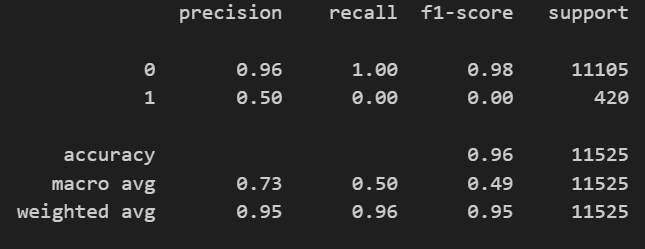 precision recall f1-score support
0 0.96 1.00 0.98 11105
1 0.50 0.00 0.00 420
accuracy 0.96 11525
macro avg 0.73 0.50 0.49 11525
weighted avg 0.95 0.96 0.95 11525